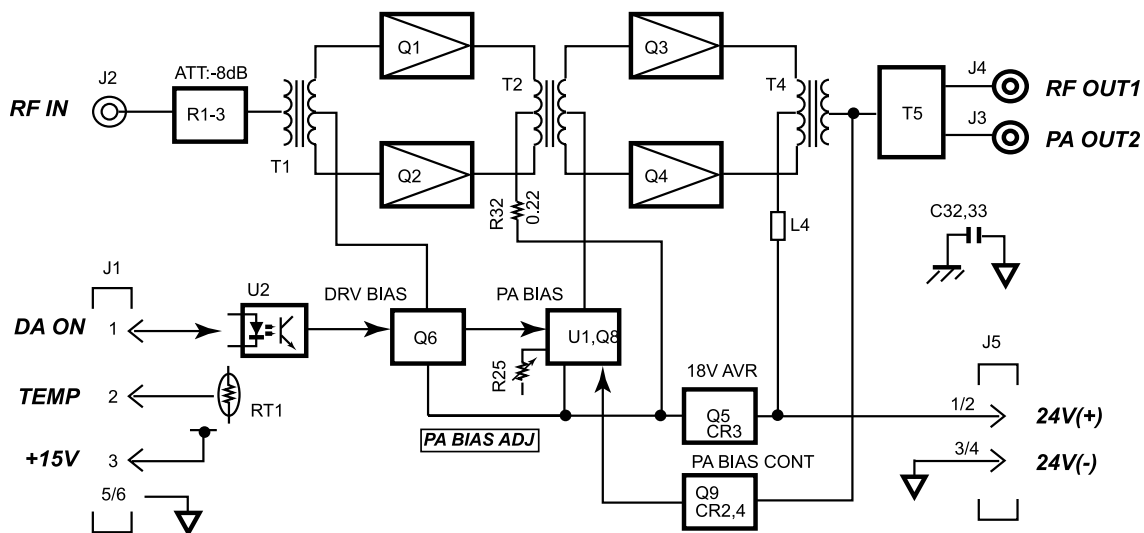 Q1
Q3
J2
ATT:-8dB
T2
T4
J4
RF IN
R1-3
RF OUT1
T5
J3
T1
PA OUT2
Q2
Q4
R32
0.22
L4
C32,33
J1
U2
DRV BIAS
PA BIAS
DA ON
1
Q6
U1,Q8
R25
18V AVR
J5
TEMP
2
RT1
Q5
CR3
1/2
24V(+)
PA BIAS ADJ
+15V
3
PA BIAS CONT
3/4
24V(-)
5/6
Q9
CR2,4